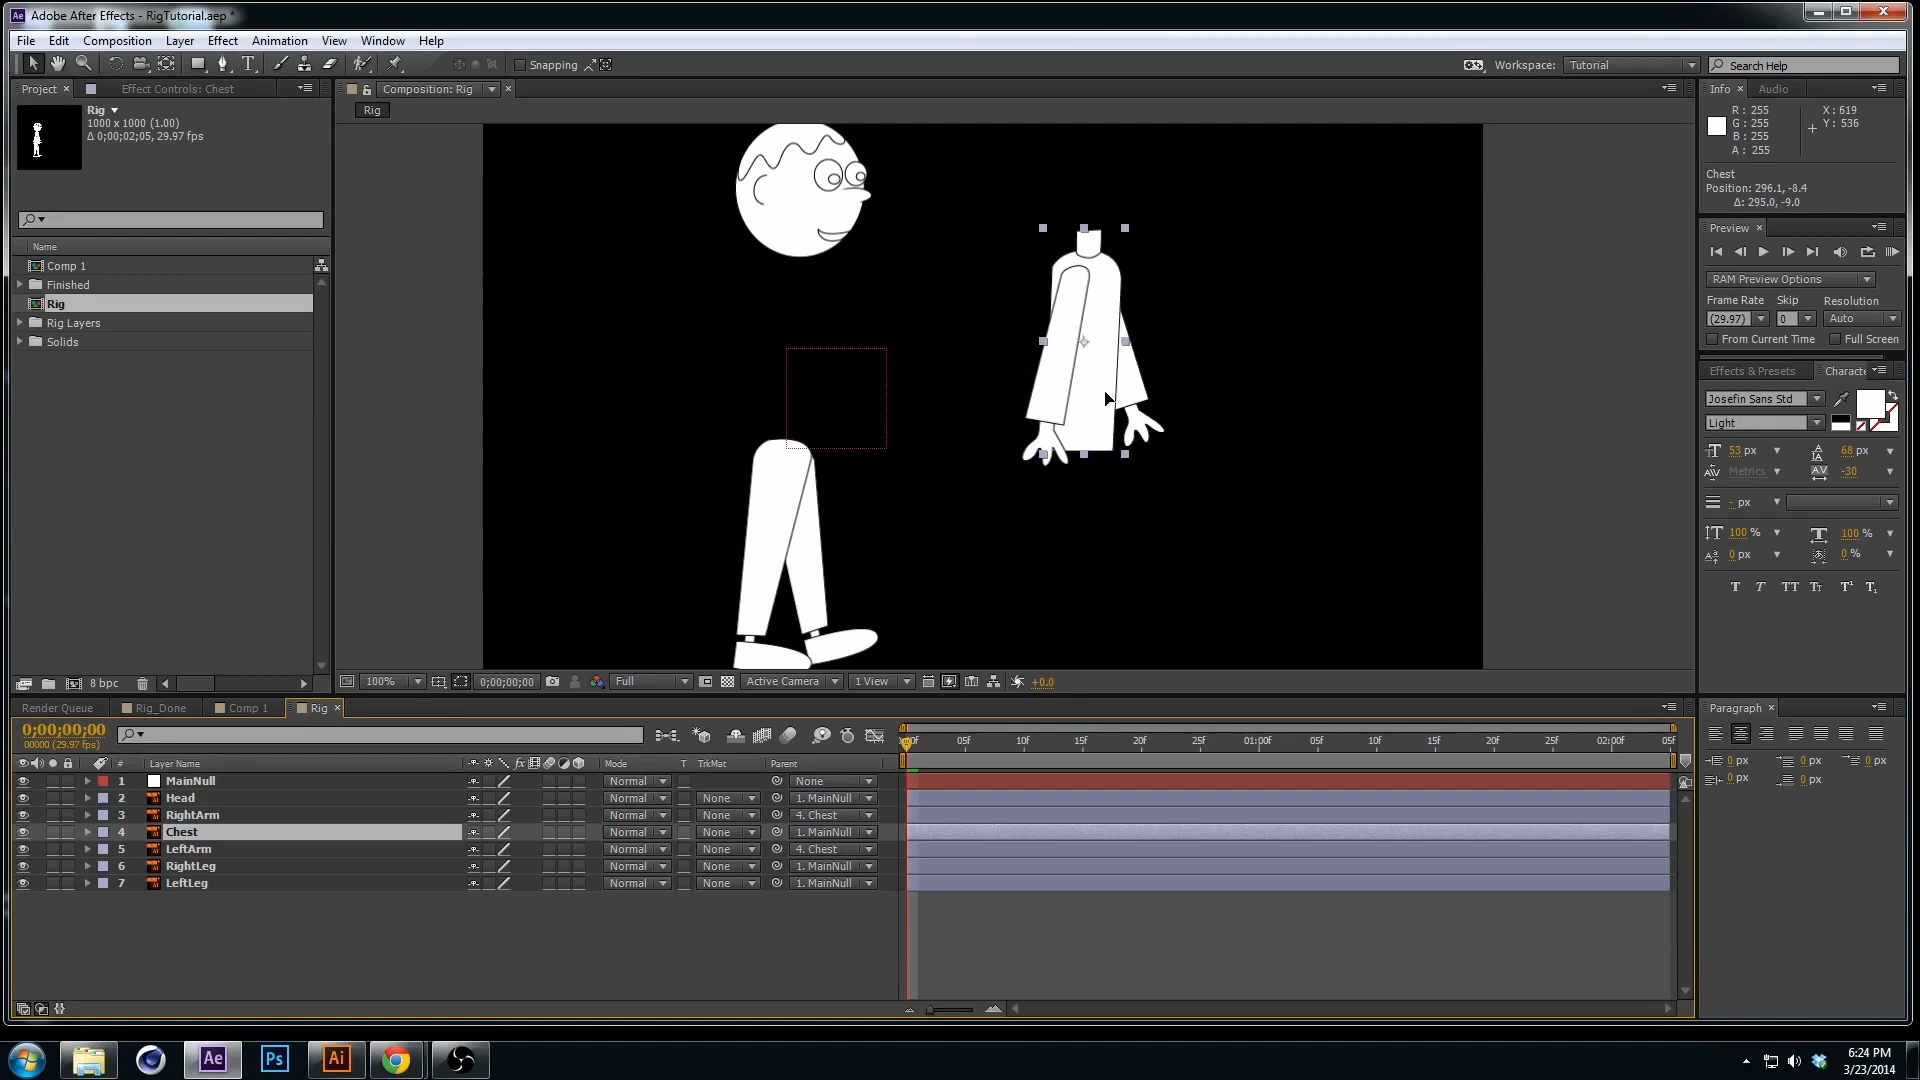 Adobe After Effects - RigTutorial.aep *
File Edit Composition Layer Effect Animation View Window Help
Snapping
Workspace: Tutorial
Search Help
Project
Effect Controls: Chest
Composition: Rig
Info
Audio
Rig
1000 x 1000 (1.00)
Δ 0;00;02;05, 29.97 fps
Rig
R : 255
G : 255
B : 255
A : 255
X : 619
Y : 536
Chest
Position: 296.1, -8.4
Δ: 295.0, -9.0
Preview
RAM Preview Options
Frame Rate Skip Resolution
(29.97) 0 Auto
From Current Time Full Screen
Name
Comp 1
Finished
Rig
Rig Layers
Solids
Effects & Presets
Characte
Josefin Sans Std
Light
53 px 68 px
Metrics -30
- px
100 % 100 %
0 px 0 %
T T TT Tt T¹ T₁
8 bpc
100% 0;00;00;00 Full Active Camera 1 View +0.0
Render Queue Rig_Done Comp 1 Rig
Paragraph
0;00;00;00
00000 (29.97 fps)
05f 10f 15f 20f 25f 01:00f 05f 10f 15f 20f 25f 02:00f 05f
# Layer Name fx Mode T TrkMat Parent
1 MainNull Normal None
2 Head Normal None 1. MainNull
3 RightArm Normal None 4. Chest
4 Chest Normal None 1. MainNull
5 LeftArm Normal None 4. Chest
6 RightLeg Normal None 1. MainNull
7 LeftLeg Normal None 1. MainNull
0 px 0 px 0 px
0 px 0 px
Ae Ps Ai
6:24 PM
3/23/2014